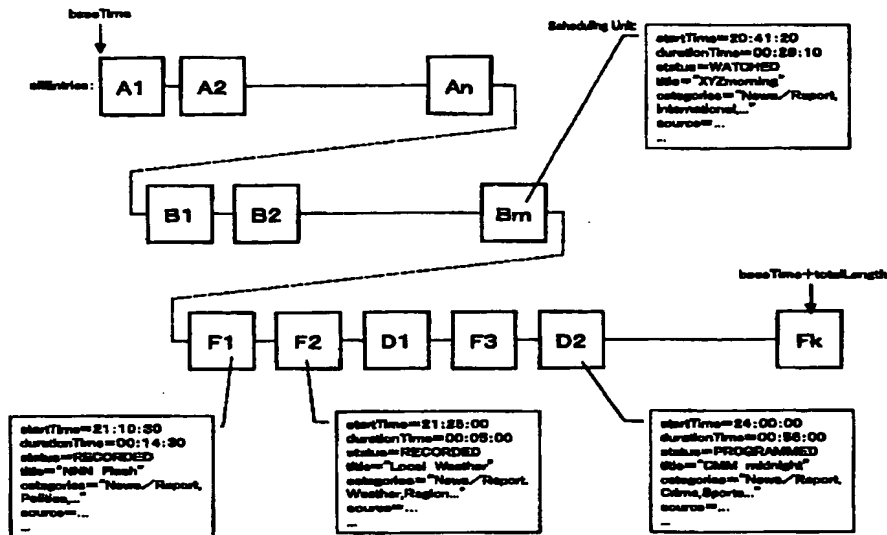 baseTime
Scheduling Unit:
allEntries:
A1
A2
An
startTime=20:41:20
durationTime=00:29:10
status=WATCHED
title="XYZmorning"
categories="News/Report,
International,..."
source=...
...
B1
B2
Bm
baseTime+totalLength
F1
F2
D1
F3
D2
Fk
startTime=21:10:30
durationTime=00:14:30
status=RECORDED
title="NNN Flash"
categories="News/Report,
Politics,..."
source=...
...
startTime=21:25:00
durationTime=00:05:00
status=RECORDED
title="Local Weather"
categories="News/Report.
Weather,Region..."
source=...
...
startTime=24:00:00
durationTime=00:56:00
status=PROGRAMMED
title="CMM midnight"
categories="News/Report,
Crime,Sports..."
source=...
...